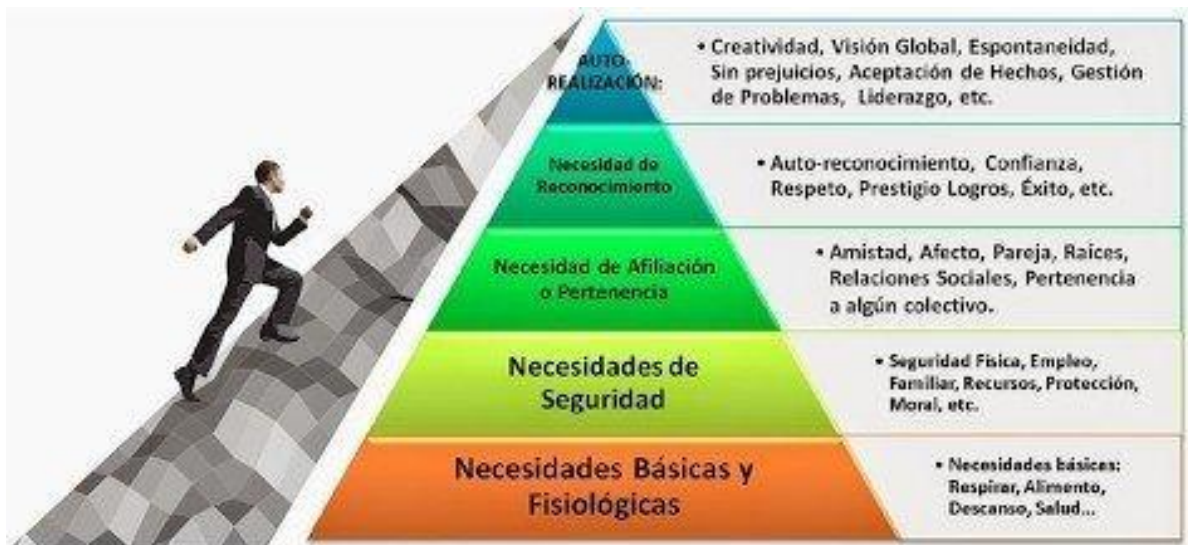 AUTO-
REALIZACIÓN:
• Creatividad, Visión Global, Espontaneidad,
Sin prejuicios, Aceptación de Hechos, Gestión
de Problemas, Liderazgo, etc.
Necesidad de
Reconocimiento
• Auto-reconocimiento, Confianza,
Respeto, Prestigio Logros, Éxito, etc.
Necesidad de Afiliación
o Pertenencia
• Amistad, Afecto, Pareja, Raíces,
Relaciones Sociales, Pertenencia
a algún colectivo.
Necesidades de
Seguridad
• Seguridad Física, Empleo,
Familiar, Recursos, Protección,
Moral, etc.
Necesidades Básicas y
Fisiológicas
• Necesidades básicas:
Respirar, Alimento,
Descanso, Salud...